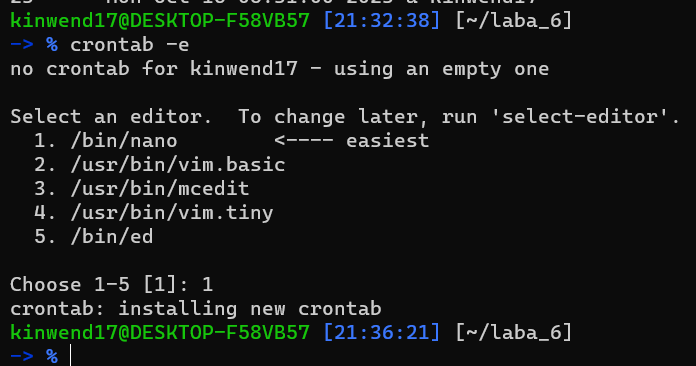 kinwend17@DESKTOP-F58VB57 [21:32:38] [~/laba_6]
-> % crontab -e
no crontab for kinwend17 - using an empty one
Select an editor.  To change later, run 'select-editor'.
  1. /bin/nano        <---- easiest
  2. /usr/bin/vim.basic
  3. /usr/bin/mcedit
  4. /usr/bin/vim.tiny
  5. /bin/ed
Choose 1-5 [1]: 1
crontab: installing new crontab
kinwend17@DESKTOP-F58VB57 [21:36:21] [~/laba_6]
-> %